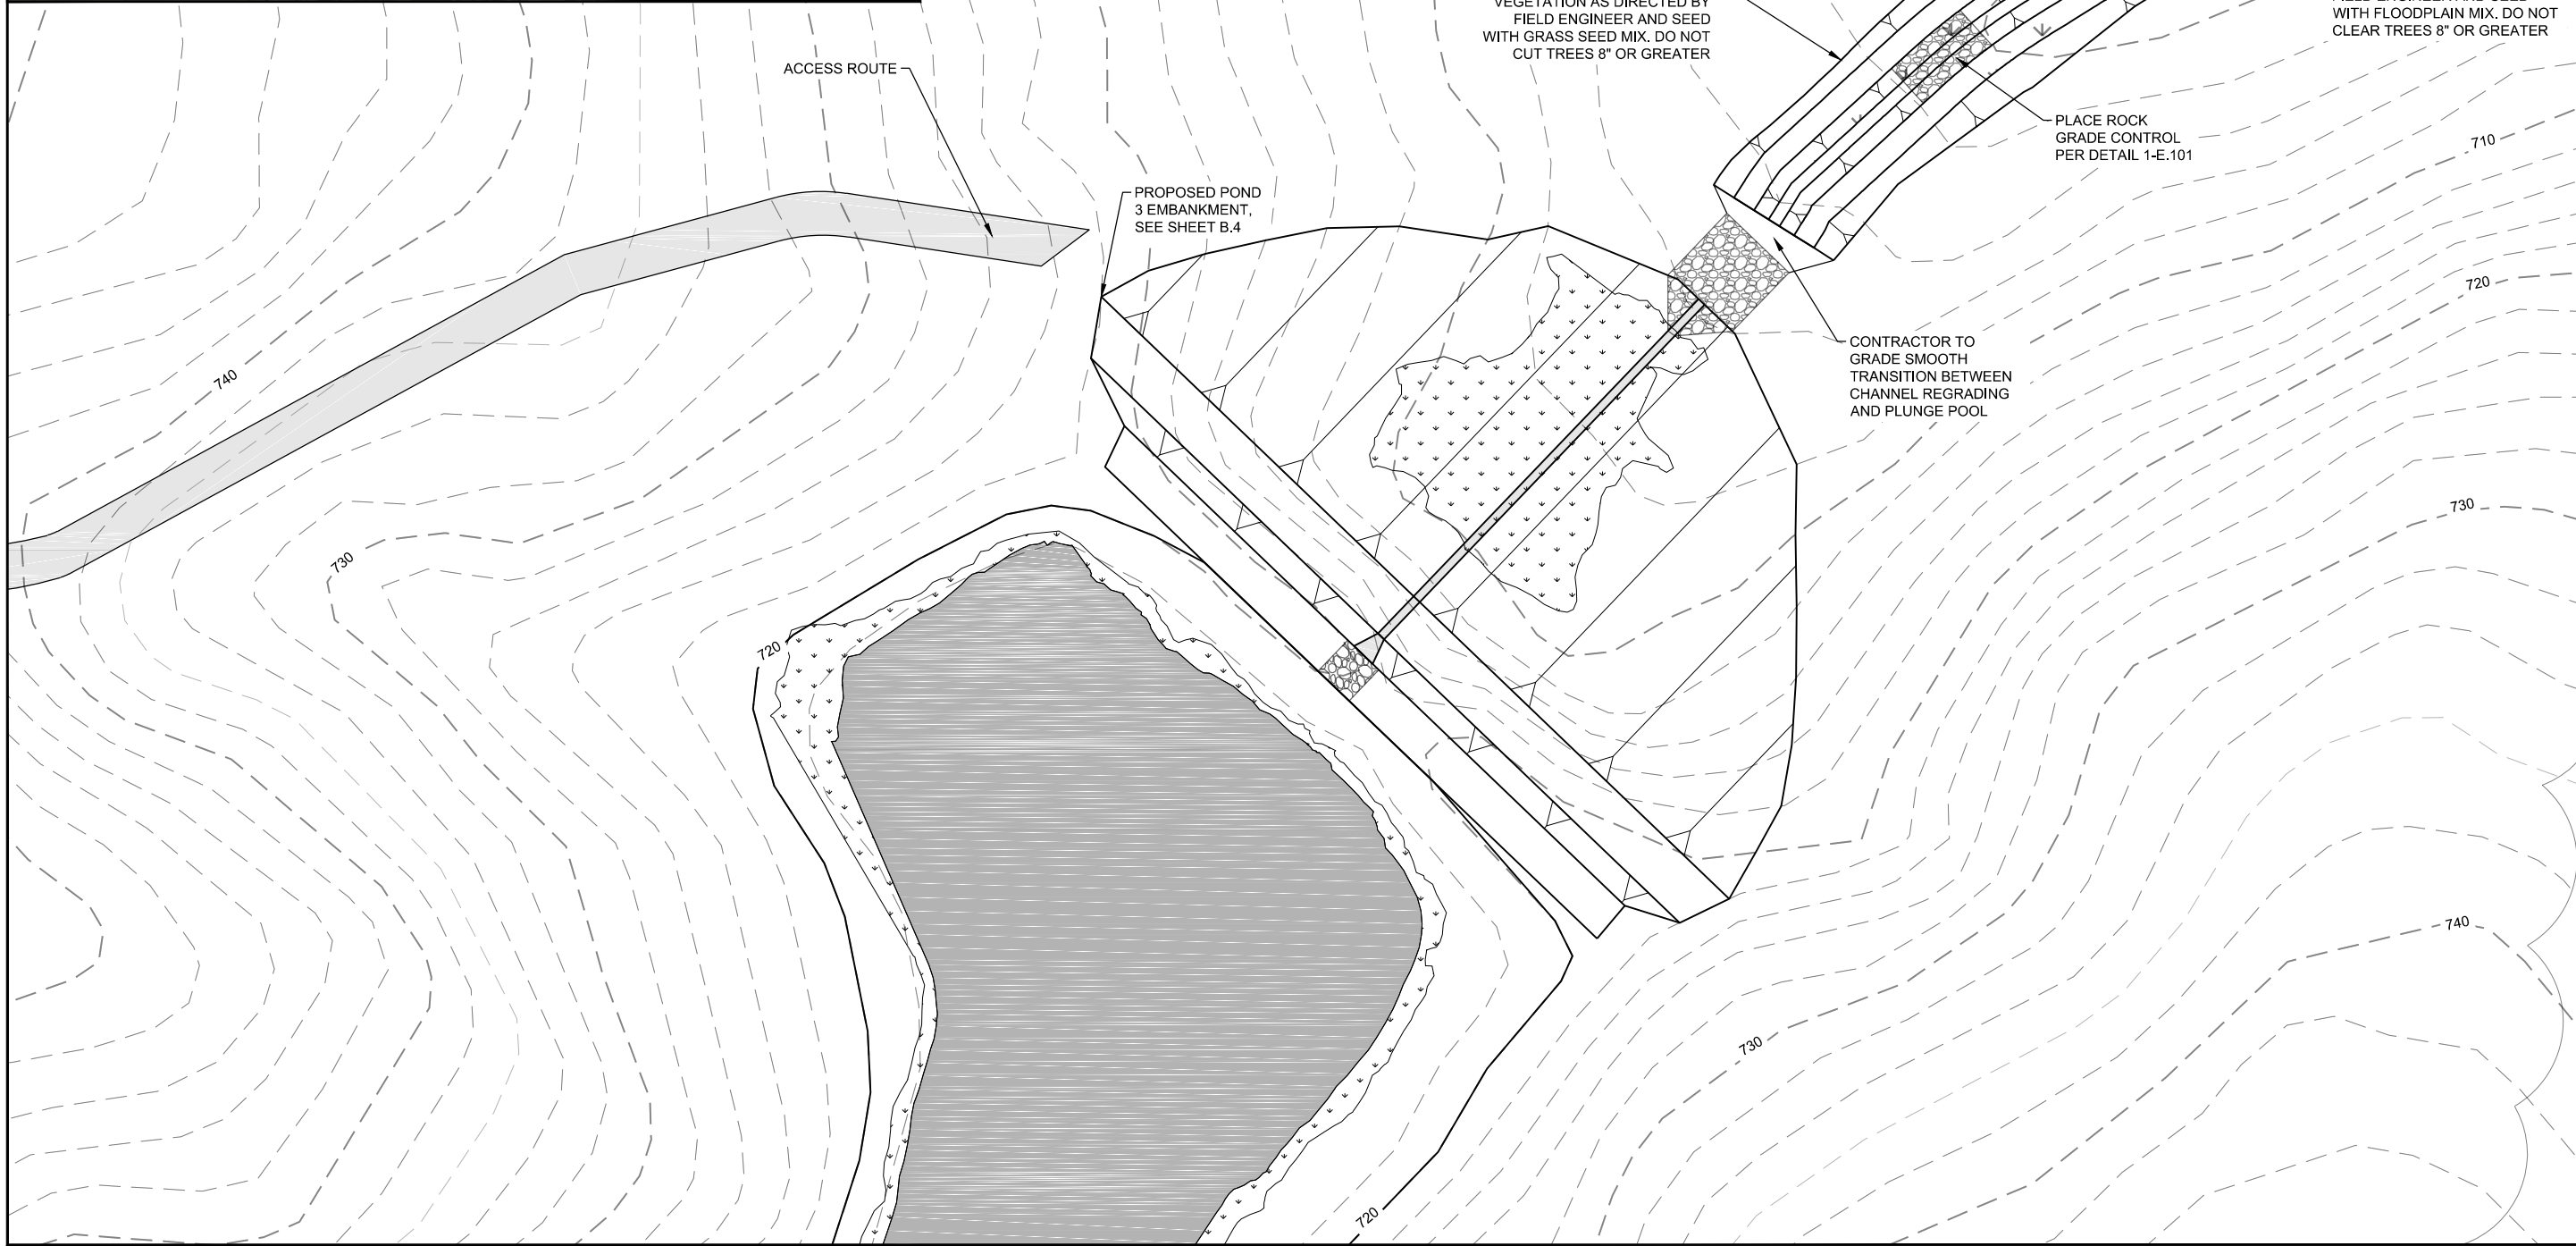 VEGETATION AS DIRECTED BY
FIELD ENGINEER AND SEED
WITH GRASS SEED MIX. DO NOT
CUT TREES 8" OR GREATER
WITH FLOODPLAIN MIX. DO NOT
CLEAR TREES 8" OR GREATER
ACCESS ROUTE
PLACE ROCK
GRADE CONTROL
PER DETAIL 1-E.101
710
PROPOSED POND
3 EMBANKMENT,
SEE SHEET B.4
720
CONTRACTOR TO
GRADE SMOOTH
TRANSITION BETWEEN
CHANNEL REGRADING
AND PLUNGE POOL
740
730
730
720
740
730
720